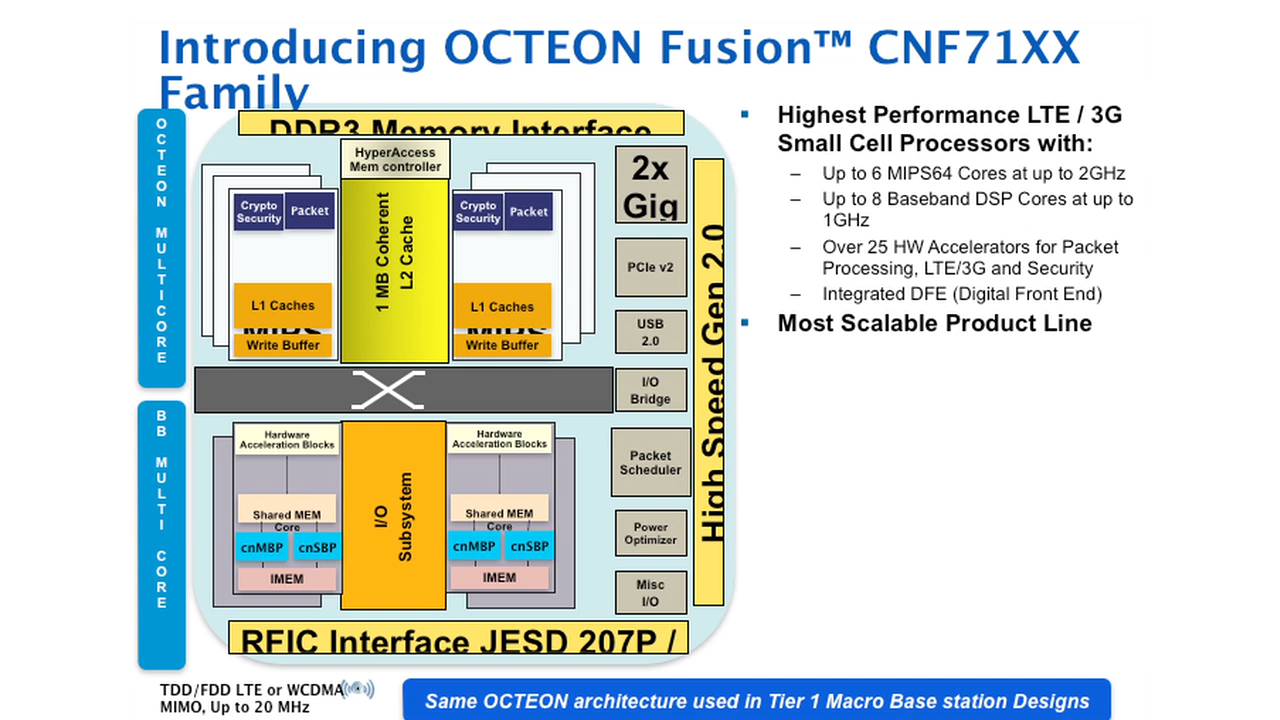 Introducing OCTEON Fusion™ CNF71XX
Family
OCTEON MULTICORE
DDR3 Memory Interface
HyperAccess
Mem controller
Crypto
Security
Packet
1 MB Coherent
L2 Cache
Crypto
Security
Packet
L1 Caches
MIPS
Write Buffer
L1 Caches
MIPS
Write Buffer
2x
Gig
PCIe v2
USB
2.0
I/O
Bridge
Packet
Scheduler
Power
Optimizer
Misc
I/O
High Speed Gen 2.0
BB MULTI CORE
Hardware
Acceleration Blocks
Shared MEM
Core
cnMBP
cnSBP
IMEM
I/O
Subsystem
Hardware
Acceleration Blocks
Shared MEM
Core
cnMBP
cnSBP
IMEM
RFIC Interface JESD 207P /
▪ Highest Performance LTE / 3G
Small Cell Processors with:
– Up to 6 MIPS64 Cores at up to 2GHz
– Up to 8 Baseband DSP Cores at up to
1GHz
– Over 25 HW Accelerators for Packet
Processing, LTE/3G and Security
– Integrated DFE (Digital Front End)
▪ Most Scalable Product Line
TDD/FDD LTE or WCDMA
MIMO, Up to 20 MHz
Same OCTEON architecture used in Tier 1 Macro Base station Designs